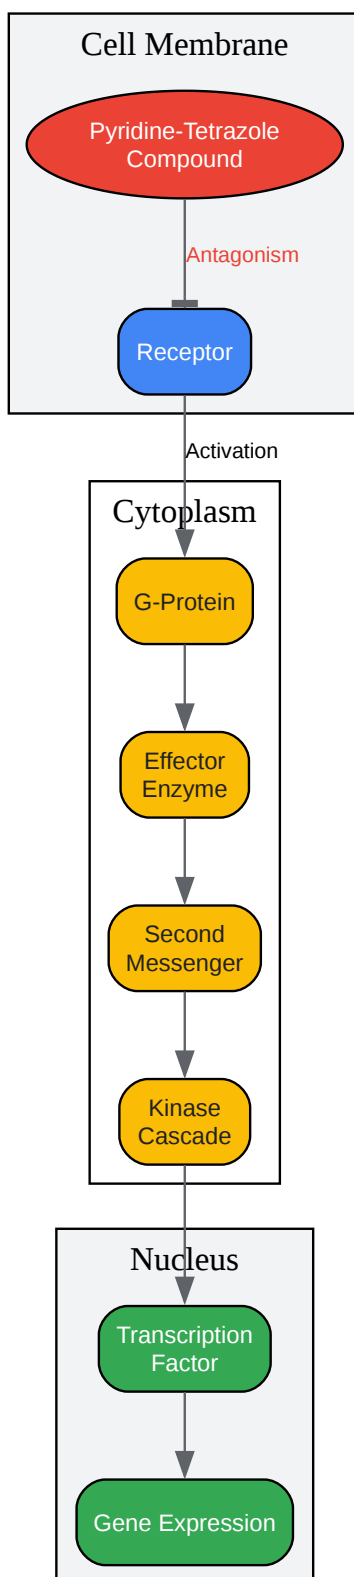 Cell Membrane
Pyridine-Tetrazole
Compound
Antagonism
Receptor
Activation
Cytoplasm
G-Protein
Effector
Enzyme
Second
Messenger
Kinase
Cascade
Nucleus
Transcription
Factor
Gene Expression